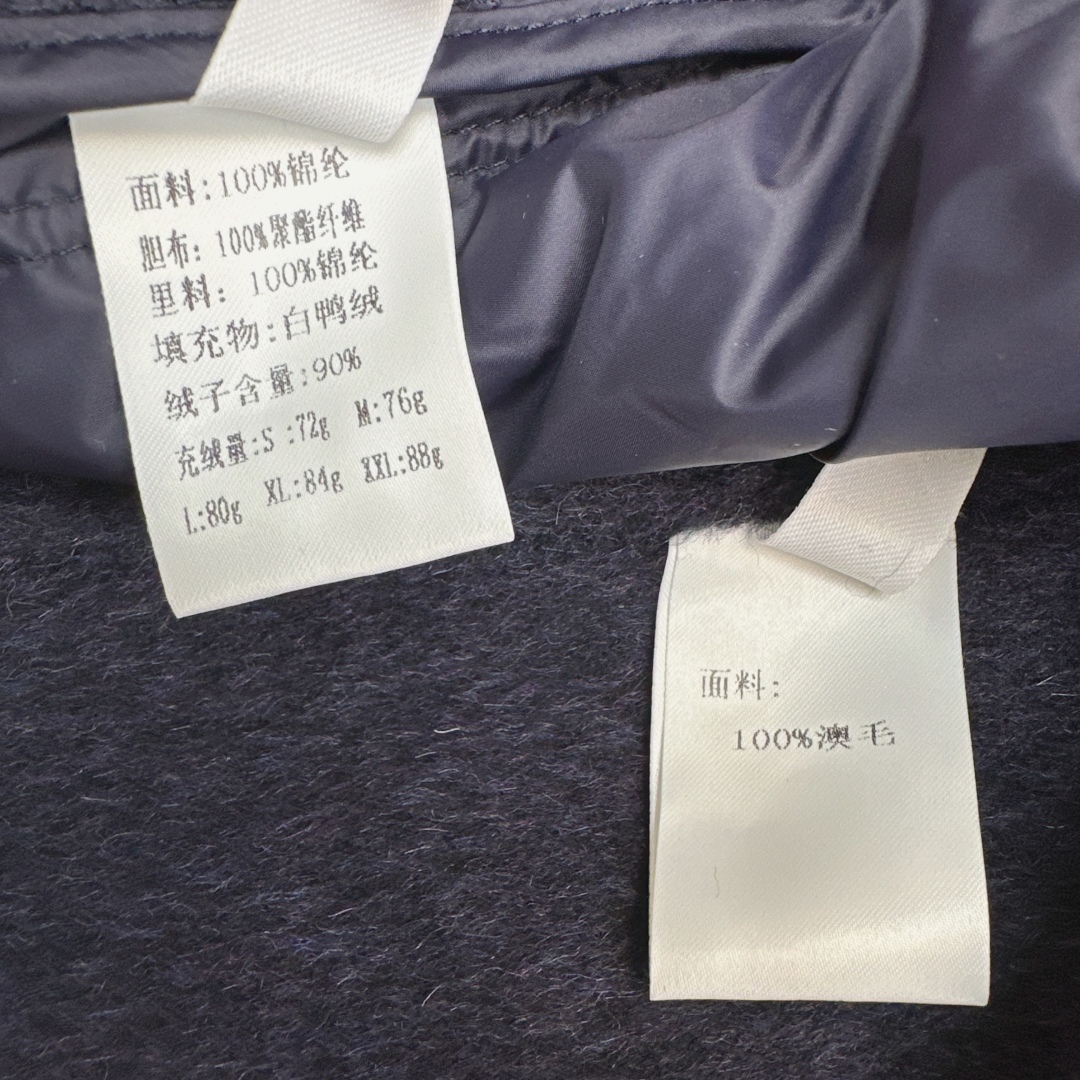 面料:100%锦纶
胆布: 100%聚酯纤维
里料: 100%锦纶
填充物:白鸭绒
绒子含量:90%
充绒量:S :72g M:76g
L:80g XL:84g XXL:88g
面料:
100%澳毛